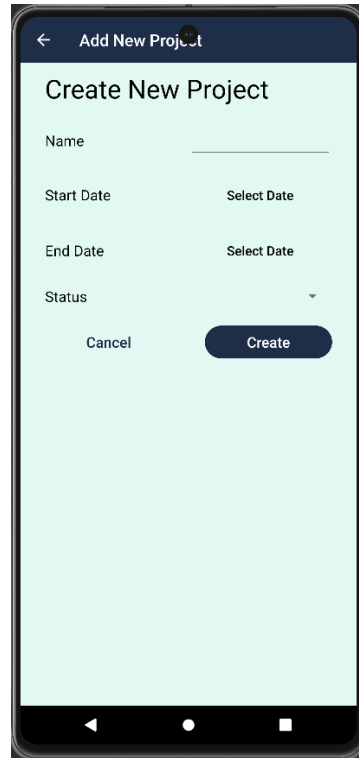 Add New Project
Create New Project
Name
Start Date Select Date
End Date Select Date
Status
Cancel Create